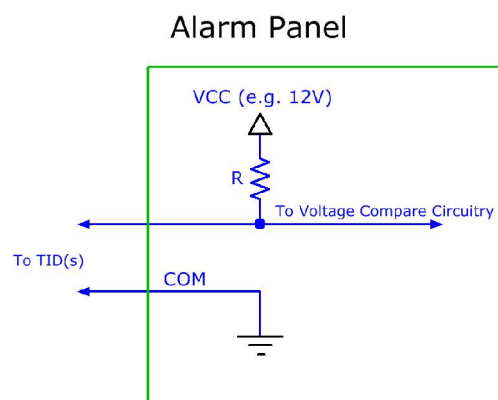 Alarm Panel
VCC (e.g. 12V)
R
To Voltage Compare Circuitry
To TID(s)
COM